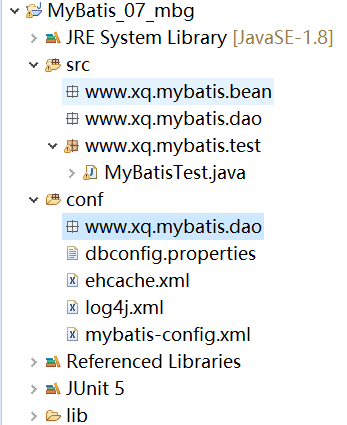 MyBatis_07_mbg
JRE System Library [JavaSE-1.8]
src
www.xq.mybatis.bean
www.xq.mybatis.dao
www.xq.mybatis.test
MyBatisTest.java
conf
www.xq.mybatis.dao
dbconfig.properties
ehcache.xml
log4j.xml
mybatis-config.xml
Referenced Libraries
JUnit 5
lib